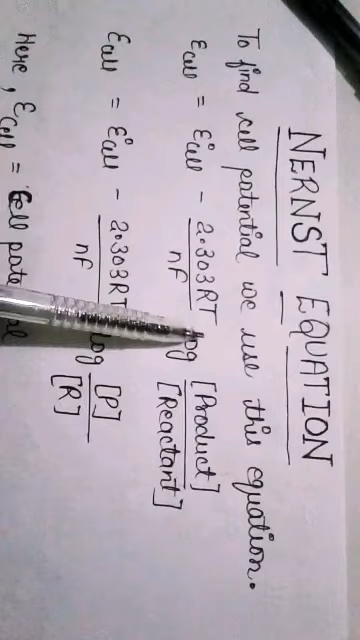 NERNST EQUATION
To find cell potential we use this equation.
Ecell = E°cell - 2.303RT/nF log [Product]/[Reactant]
Ecell = E°cell - 2.303RT/nF log [P]/[R]
Here, Ecell = Cell potential